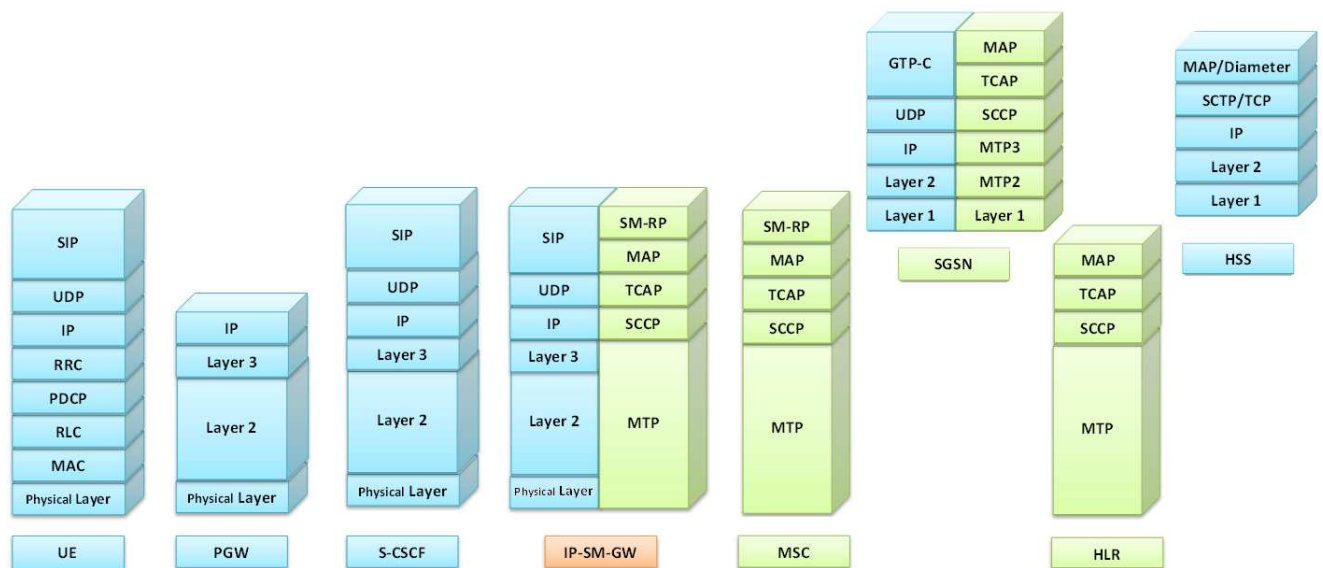 SIP
UDP
IP
RRC
PDCP
RLC
MAC
Physical Layer
UE
IP
Layer 3
Layer 2
Physical Layer
PGW
SIP
UDP
IP
Layer 3
Layer 2
Physical Layer
S-CSCF
SIP
UDP
IP
Layer 3
Layer 2
Physical Layer
SM-RP
MAP
TCAP
SCCP
MTP
IP-SM-GW
SM-RP
MAP
TCAP
SCCP
MTP
MSC
GTP-C
UDP
IP
Layer 2
Layer 1
MAP
TCAP
SCCP
MTP3
MTP2
Layer 1
SGSN
MAP
TCAP
SCCP
MTP
HLR
MAP/Diameter
SCTP/TCP
IP
Layer 2
Layer 1
HSS